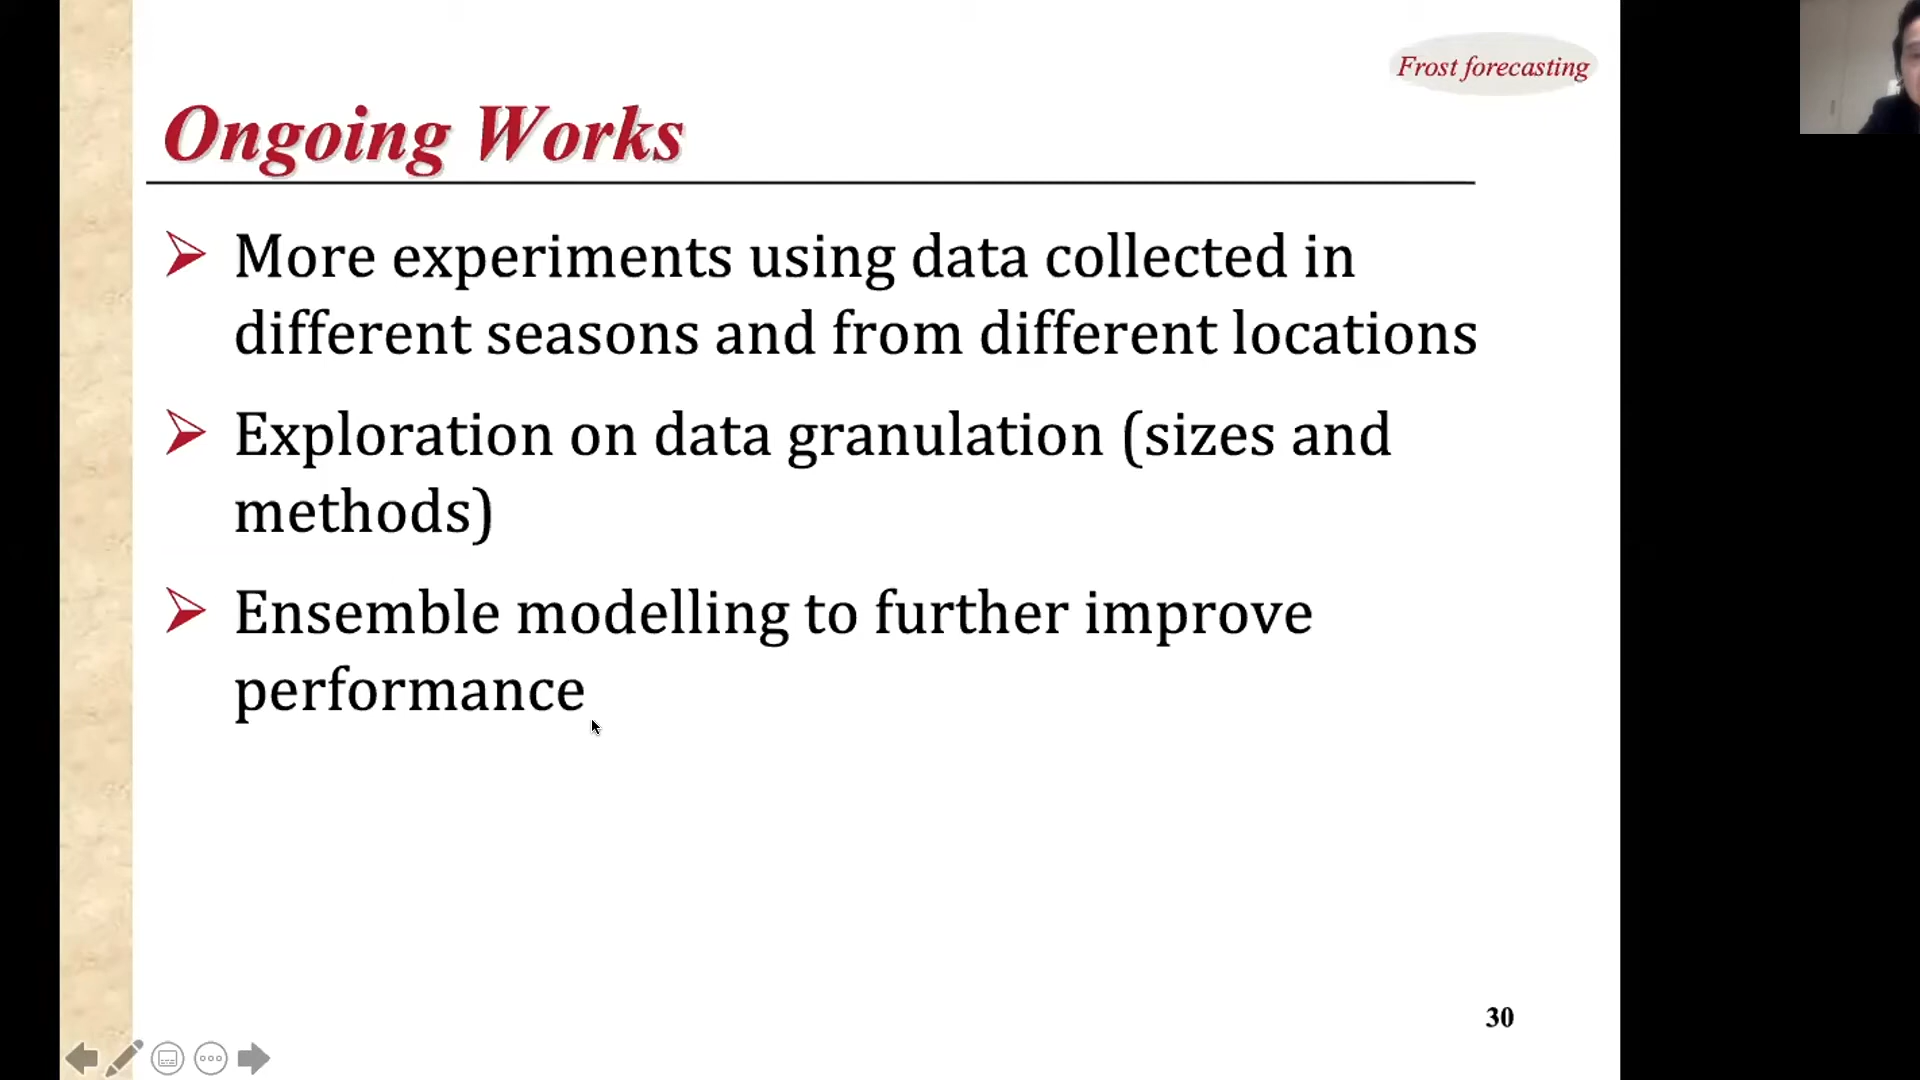 Frost forecasting
Ongoing Works
More experiments using data collected in
different seasons and from different locations
Exploration on data granulation (sizes and
methods)
Ensemble modelling to further improve
performance
30